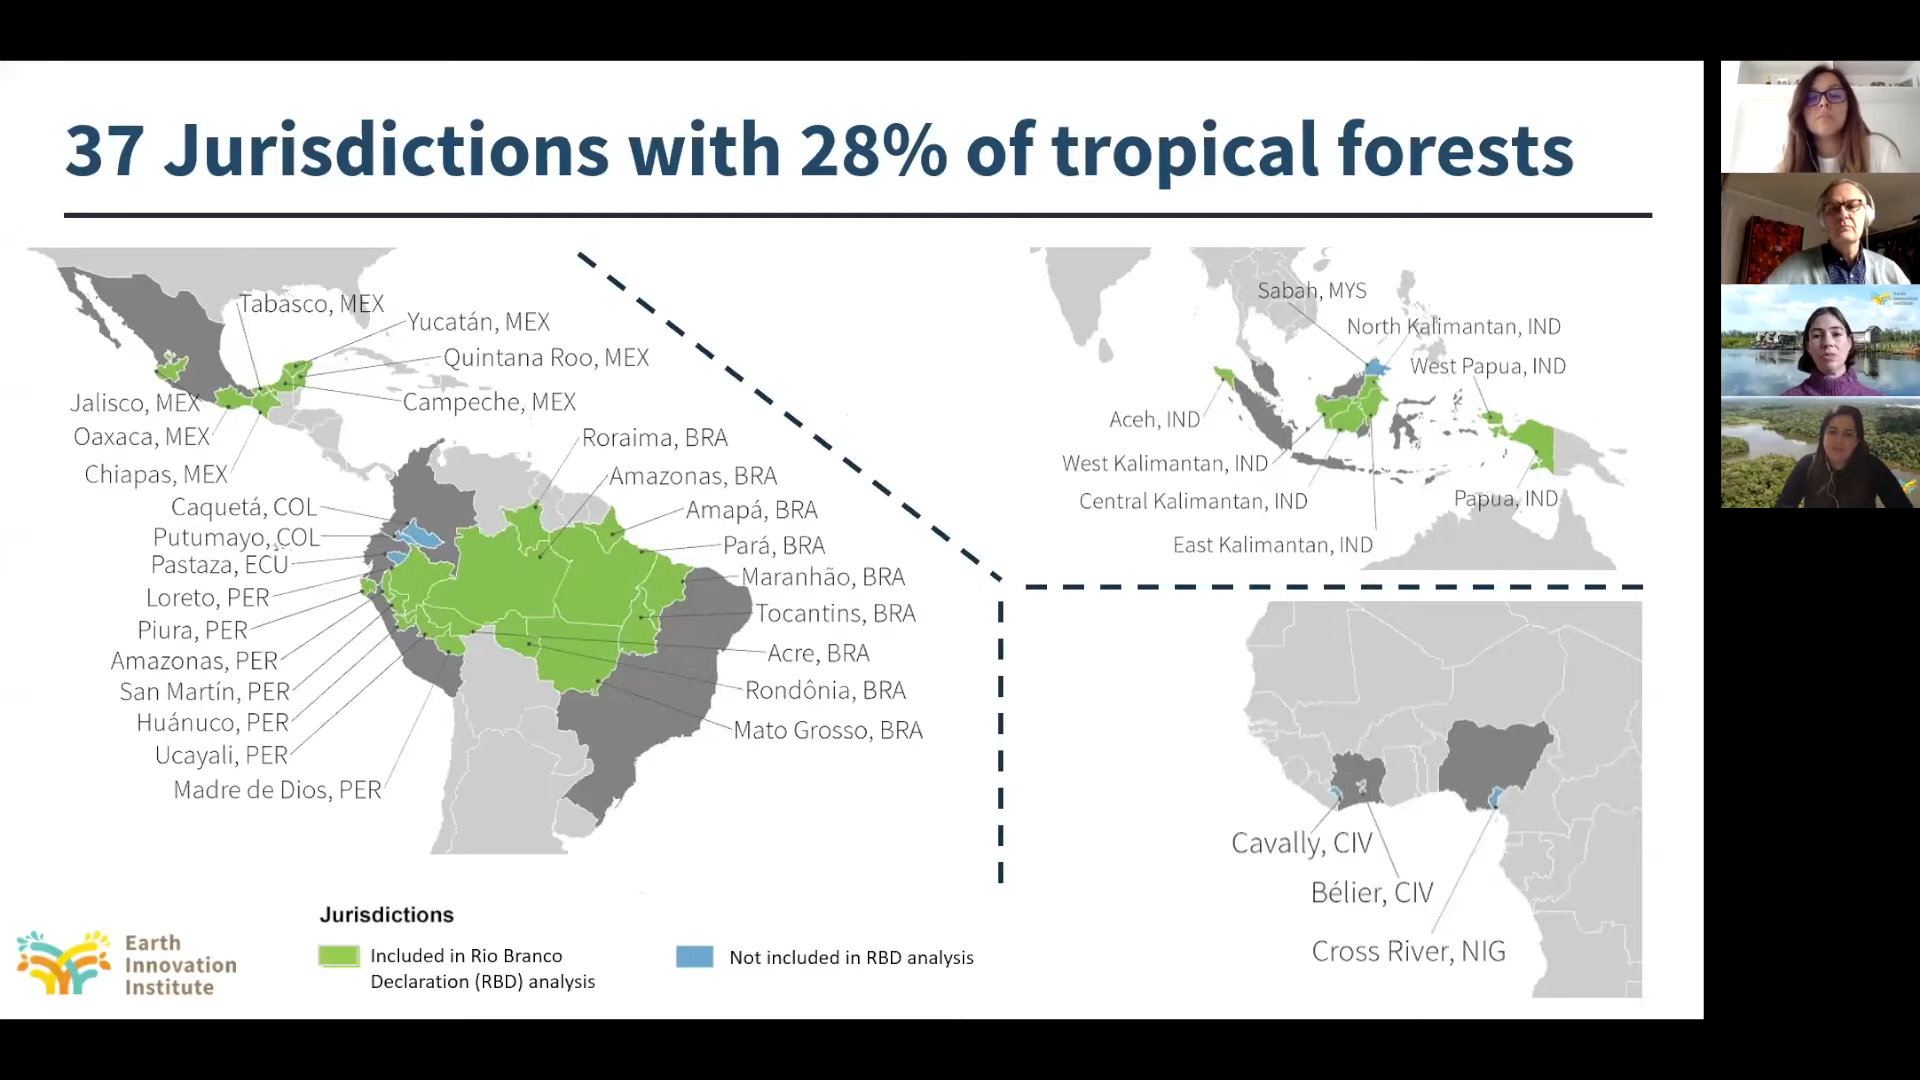 37 Jurisdictions with 28% of tropical forests
Tabasco, MEX
Yucatán, MEX
Quintana Roo, MEX
Campeche, MEX
Jalisco, MEX
Oaxaca, MEX
Chiapas, MEX
Roraima, BRA
Amazonas, BRA
Amapá, BRA
Pará, BRA
Maranhão, BRA
Tocantins, BRA
Acre, BRA
Rondônia, BRA
Mato Grosso, BRA
Caquetá, COL
Putumayo, COL
Pastaza, ECU
Loreto, PER
Piura, PER
Amazonas, PER
San Martín, PER
Huánuco, PER
Ucayali, PER
Madre de Dios, PER
Sabah, MYS
North Kalimantan, IND
West Papua, IND
Aceh, IND
West Kalimantan, IND
Central Kalimantan, IND
Papua, IND
East Kalimantan, IND
Cavally, CIV
Bélier, CIV
Cross River, NIG
Jurisdictions
Included in Rio Branco
Declaration (RBD) analysis
Not included in RBD analysis
Earth
Innovation
Institute
Earth
Innovation
Institute